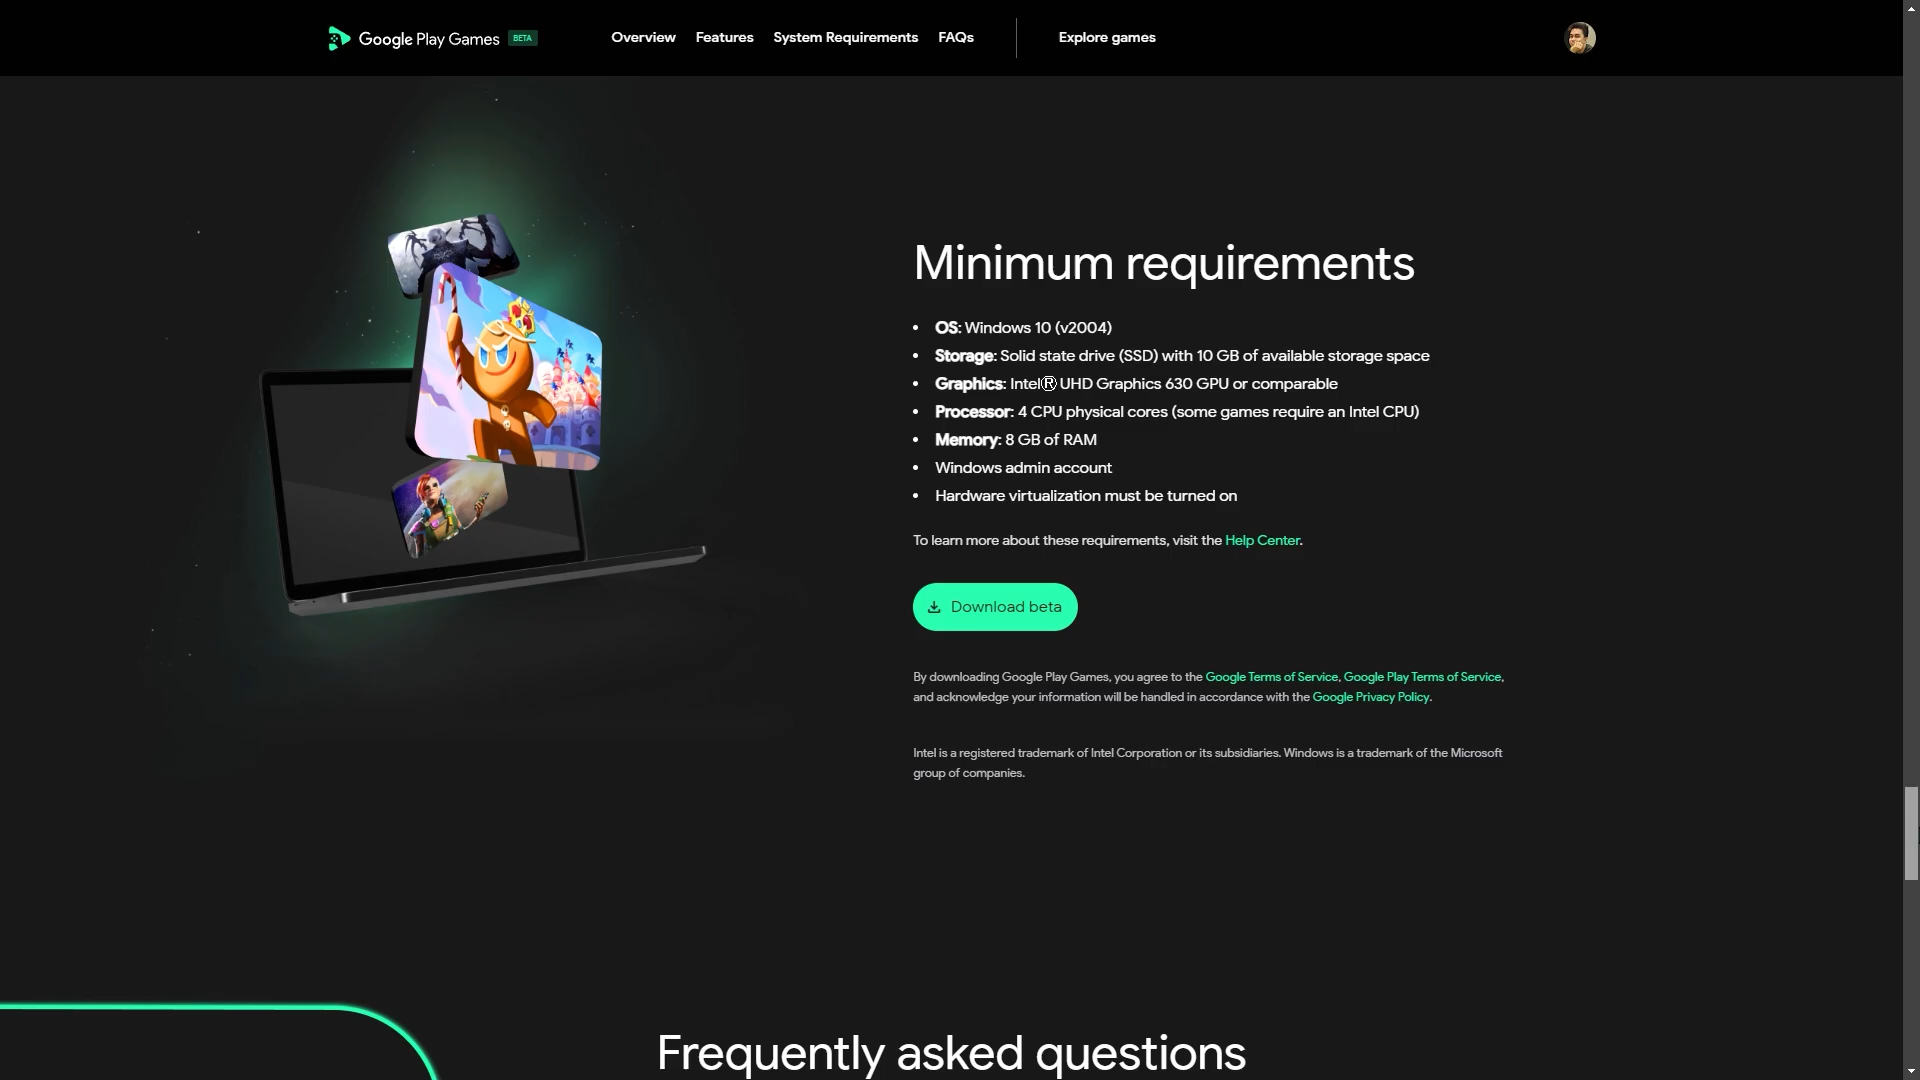 Google Play Games BETA
Overview Features System Requirements FAQs Explore games
Minimum requirements
• OS: Windows 10 (v2004)
• Storage: Solid state drive (SSD) with 10 GB of available storage space
• Graphics: Intel® UHD Graphics 630 GPU or comparable
• Processor: 4 CPU physical cores (some games require an Intel CPU)
• Memory: 8 GB of RAM
• Windows admin account
• Hardware virtualization must be turned on
To learn more about these requirements, visit the Help Center.
Download beta
By downloading Google Play Games, you agree to the Google Terms of Service, Google Play Terms of Service,
and acknowledge your information will be handled in accordance with the Google Privacy Policy.
Intel is a registered trademark of Intel Corporation or its subsidiaries. Windows is a trademark of the Microsoft
group of companies.
Frequently asked questions